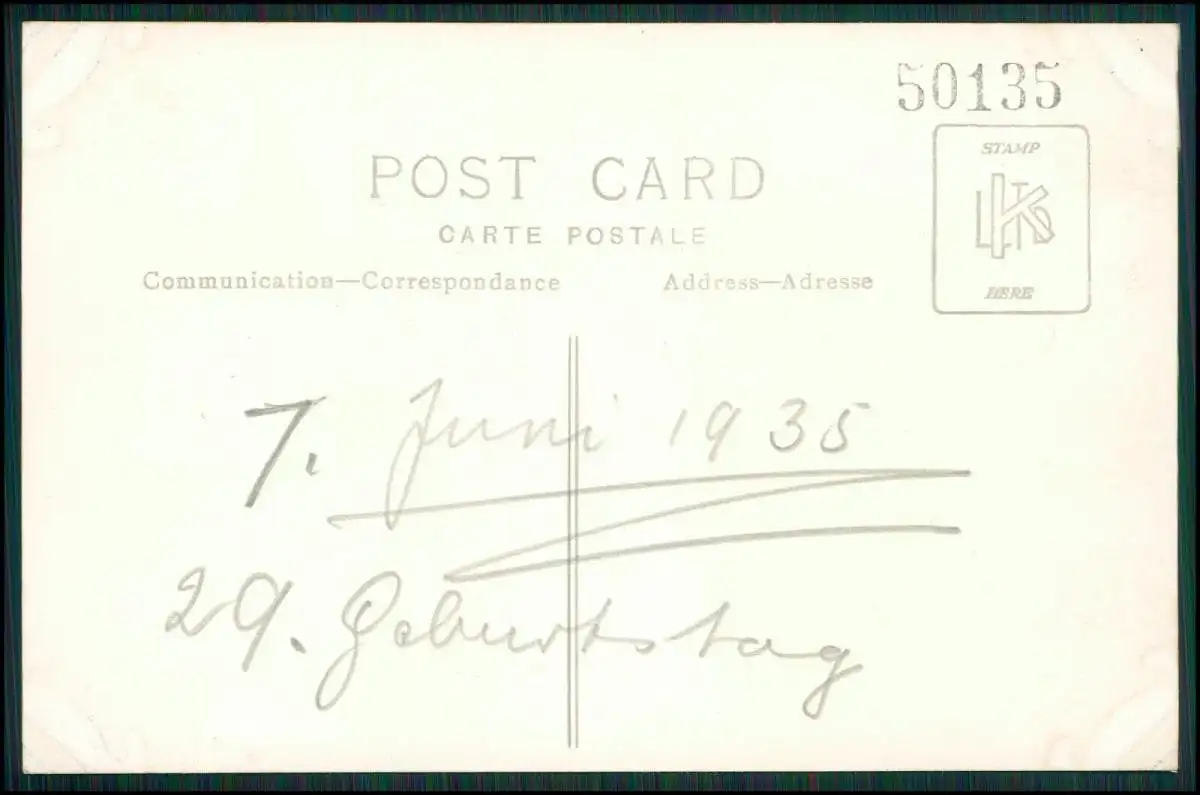 50135
STAMP
POST CARD
CARTE POSTALE
Communication—Correspondance Address—Adresse
HERE
7. Juni 1935
29. Geburtstag